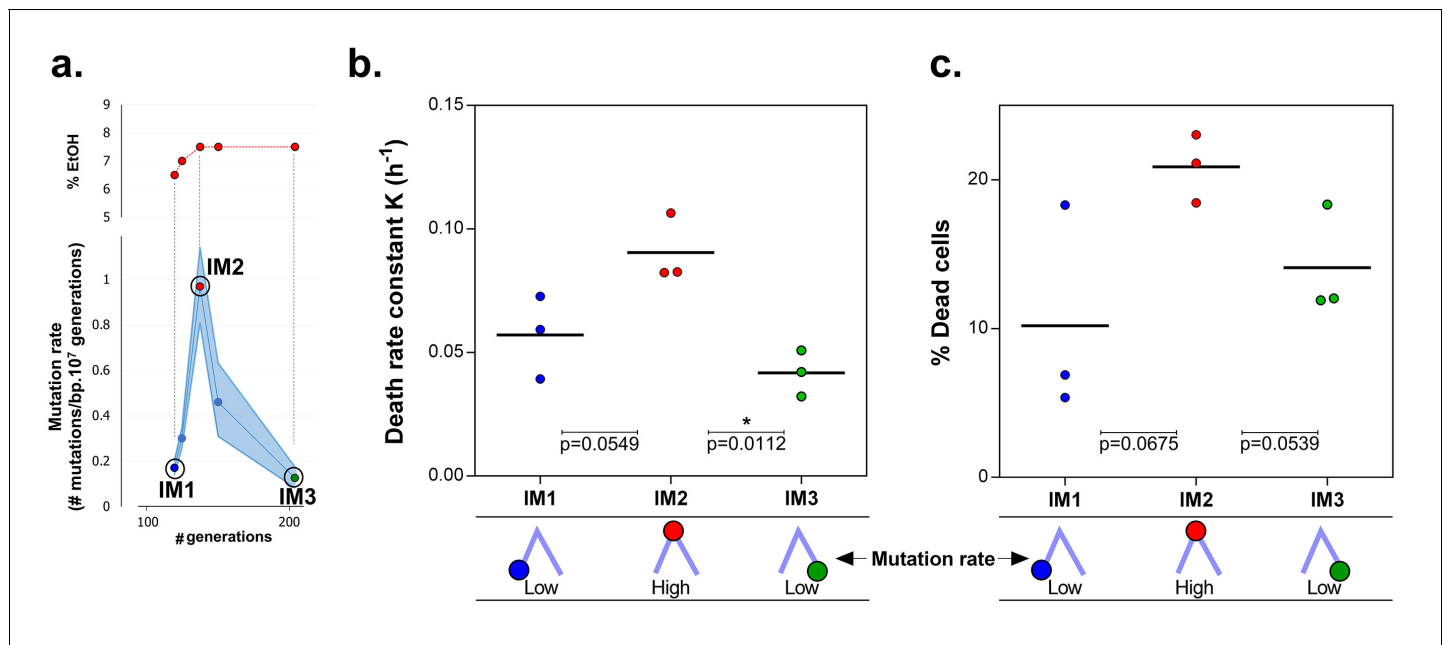 a.
9
8
7
6
5
% EtOH
1
0.8
0.6
0.4
0.2
0
Mutation rate
(# mutations/bp.10⁷ generations)
IM2
IM1
IM3
100
200
# generations
b.
0.15
0.10
0.05
0.00
Death rate constant K (h⁻¹)
*
p=0.0549
p=0.0112
IM1
IM2
IM3
Low
High
Low
Mutation rate
c.
20
10
0
% Dead cells
p=0.0675
p=0.0539
IM1
IM2
IM3
Low
High
Low